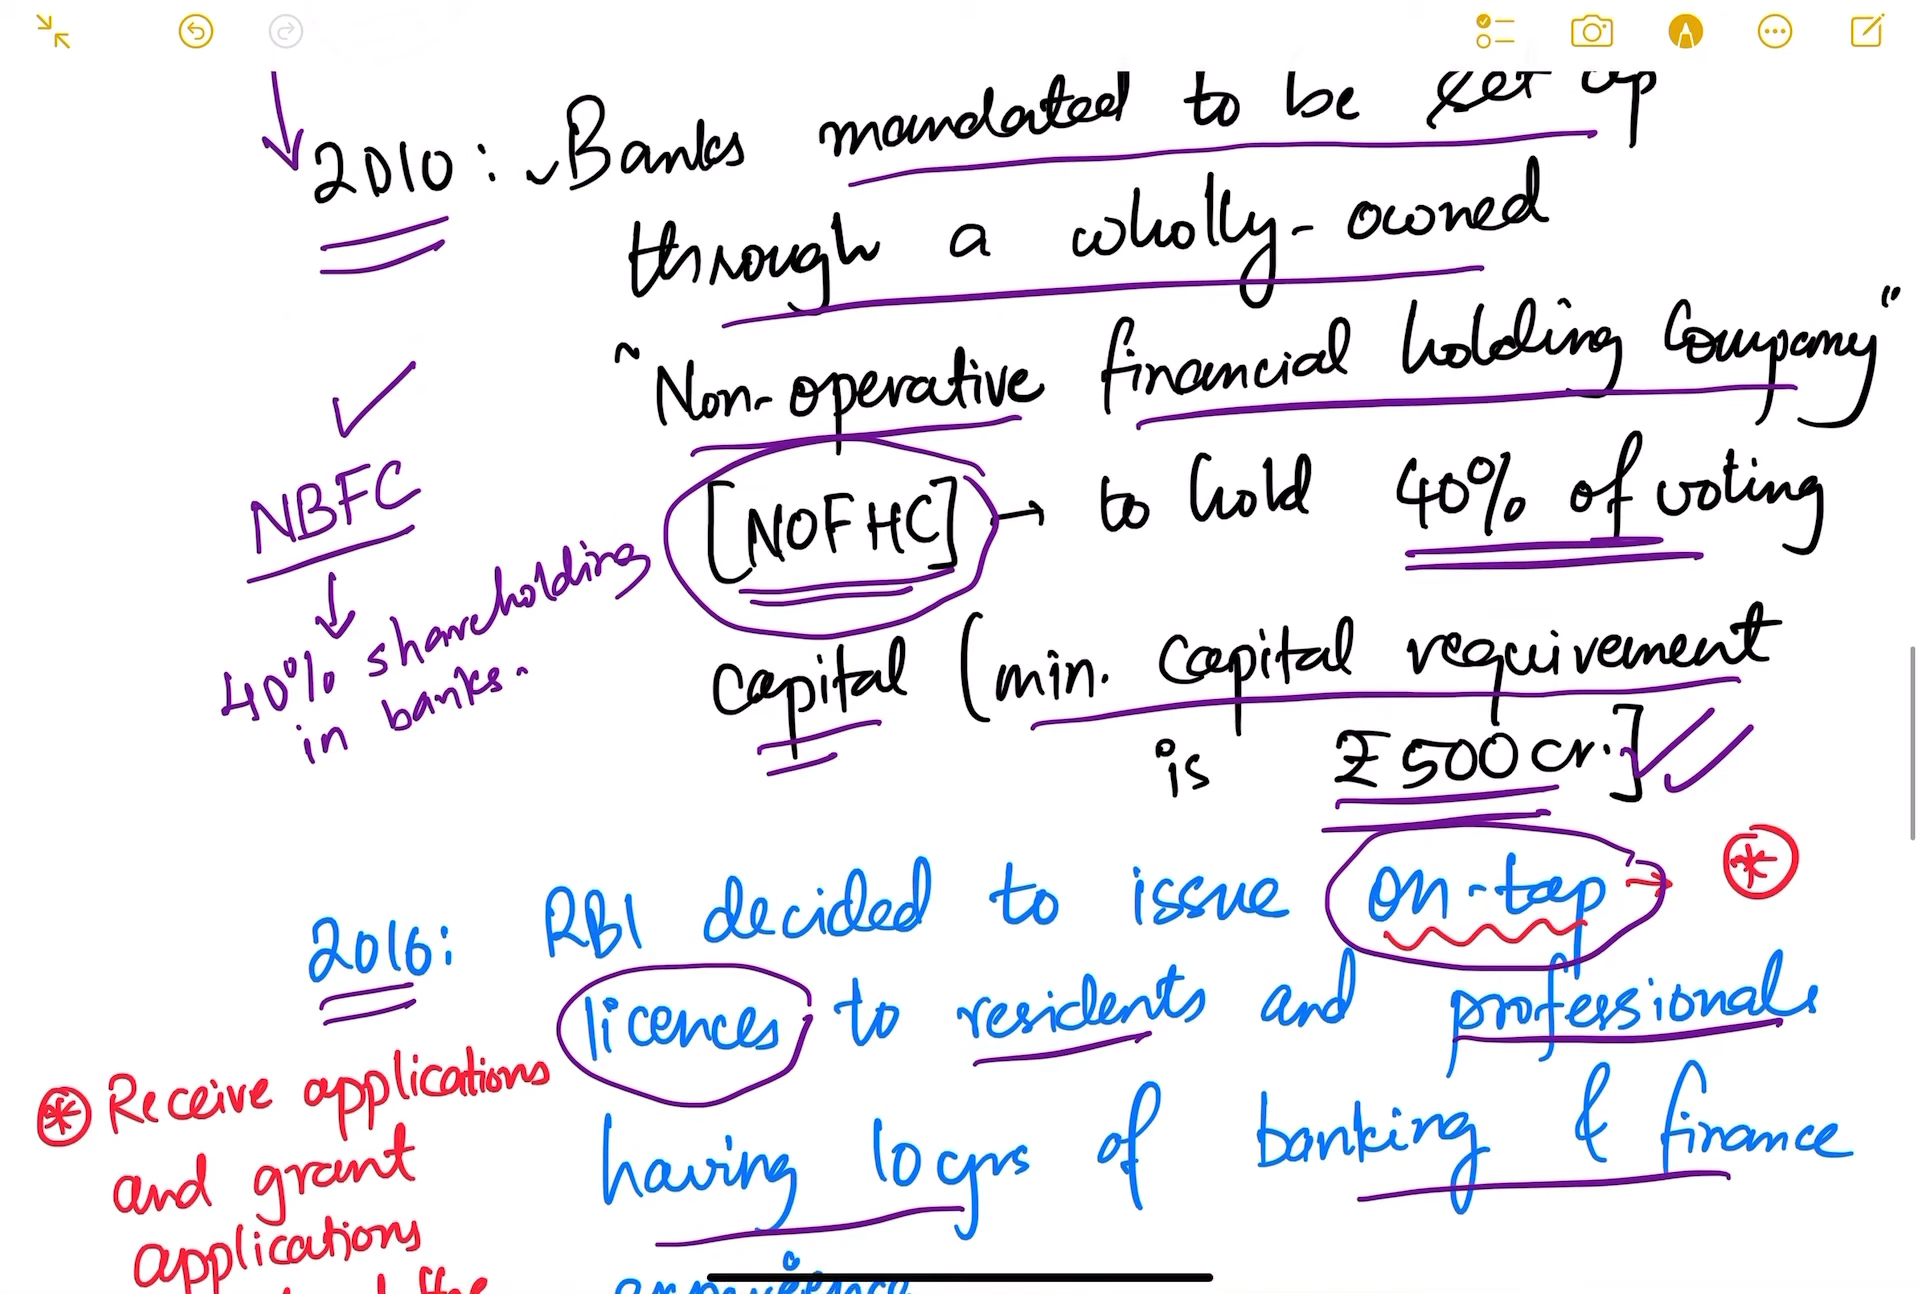 2010: Banks mandated to be set up
through a wholly-owned
"Non-operative financial holding Company"
[NOFHC] → to hold 40% of voting
capital (min. capital requirement
is ₹500 cr.]
NBFC
40% shareholding
in banks.
2016: RBI decided to issue on-tap
licences to residents and professionals
having 10 yrs of banking & finance
experience
* Receive applications
and grant
applications